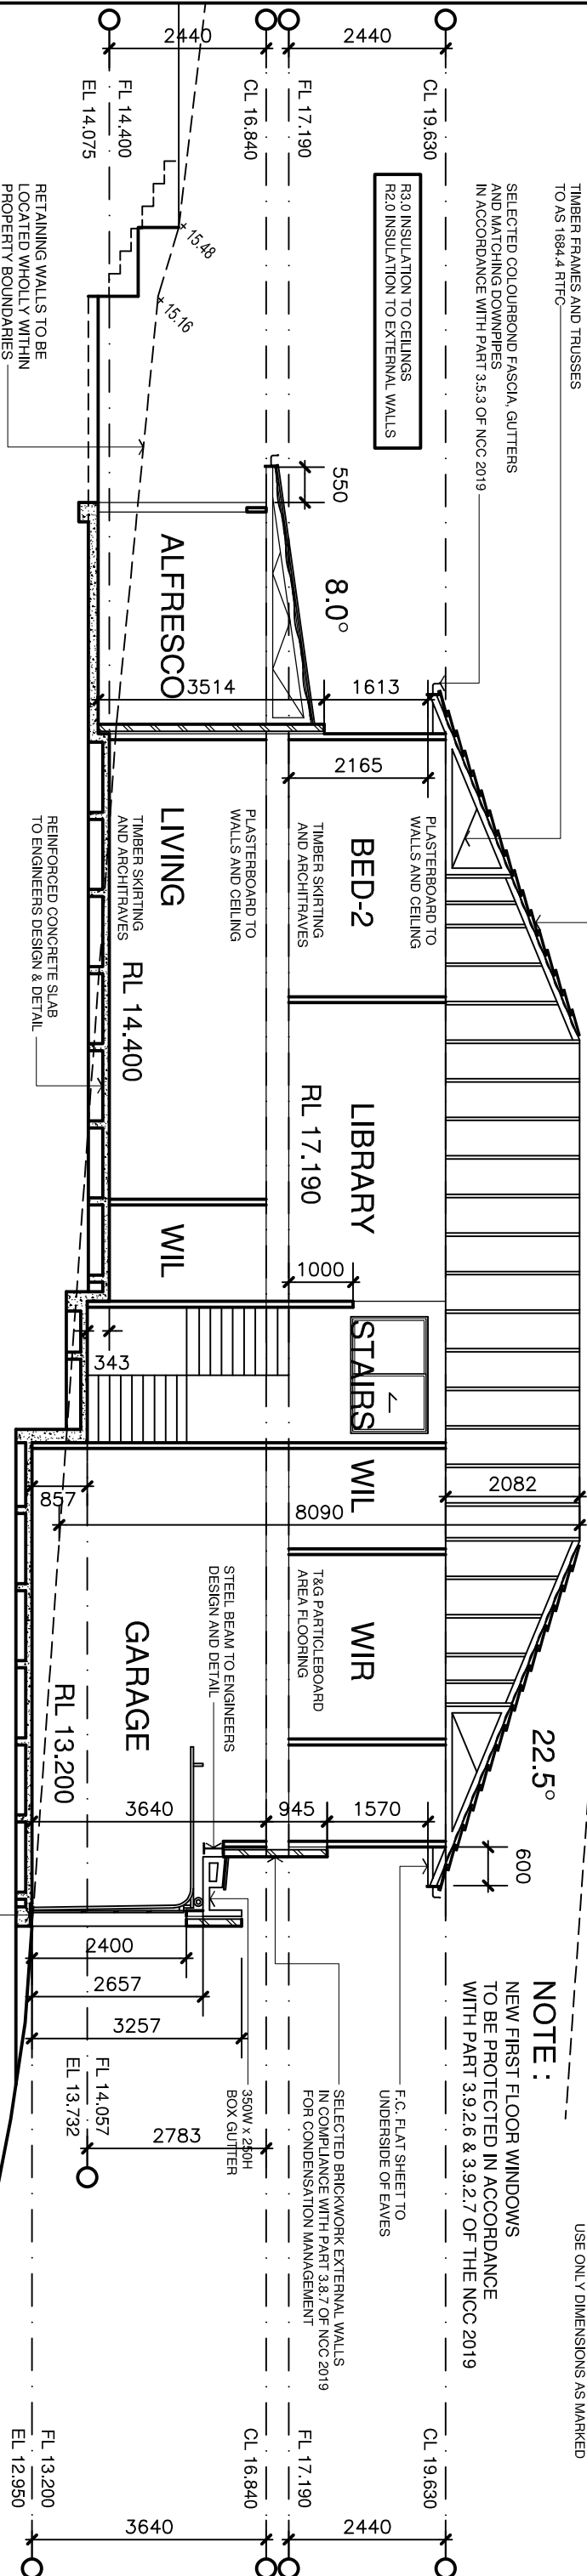 USE ONLY DIMENSIONS AS MARKED
NOTE :
NEW FIRST FLOOR WINDOWS
TO BE PROTECTED IN ACCORDANCE
WITH PART 3.9.2.6 & 3.9.2.7 OF THE NCC 2019
TIMBER FRAMES AND TRUSSES
TO AS 1684.4 RTFC
SELECTED COLOURBOND FASCIA, GUTTERS
AND MATCHING DOWNPIPES
IN ACCORDANCE WITH PART 3.5.3 OF NCC 2019
R3.0 INSULATION TO CEILINGS
R2.0 INSULATION TO EXTERNAL WALLS
22.5°
600
2082
2440
CL 19.630
FL 17.190
2440
CL 16.840
FL 14.400
EL 14.075
15.48
15.16
RETAINING WALLS TO BE
LOCATED WHOLLY WITHIN
PROPERTY BOUNDARIES
550
8.0°
ALFRESCO
3514
1613
2165
PLASTERBOARD TO
WALLS AND CEILING
BED-2
TIMBER SKIRTING
AND ARCHITRAVES
PLASTERBOARD TO
WALLS AND CEILING
LIVING
TIMBER SKIRTING
AND ARCHITRAVES
RL 14.400
REINFORCED CONCRETE SLAB
TO ENGINEERS DESIGN & DETAIL
LIBRARY
RL 17.190
WIL
1000
STAIRS
343
WIL
857
8090
WIR
T&G PARTICLEBOARD
AREA FLOORING
STEEL BEAM TO ENGINEERS
DESIGN AND DETAIL
GARAGE
RL 13.200
3640
945
1570
2400
2657
3257
F.C. FLAT SHEET TO
UNDERSIDE OF EAVES
SELECTED BRICKWORK EXTERNAL WALLS
IN COMPLIANCE WITH PART 3.8.7 OF NCC 2019
FOR CONDENSATION MANAGEMENT
350W x 250H
BOX GUTTER
2783
FL 14.057
EL 13.732
CL 19.630
2440
FL 17.190
CL 16.840
3640
FL 13.200
EL 12.950